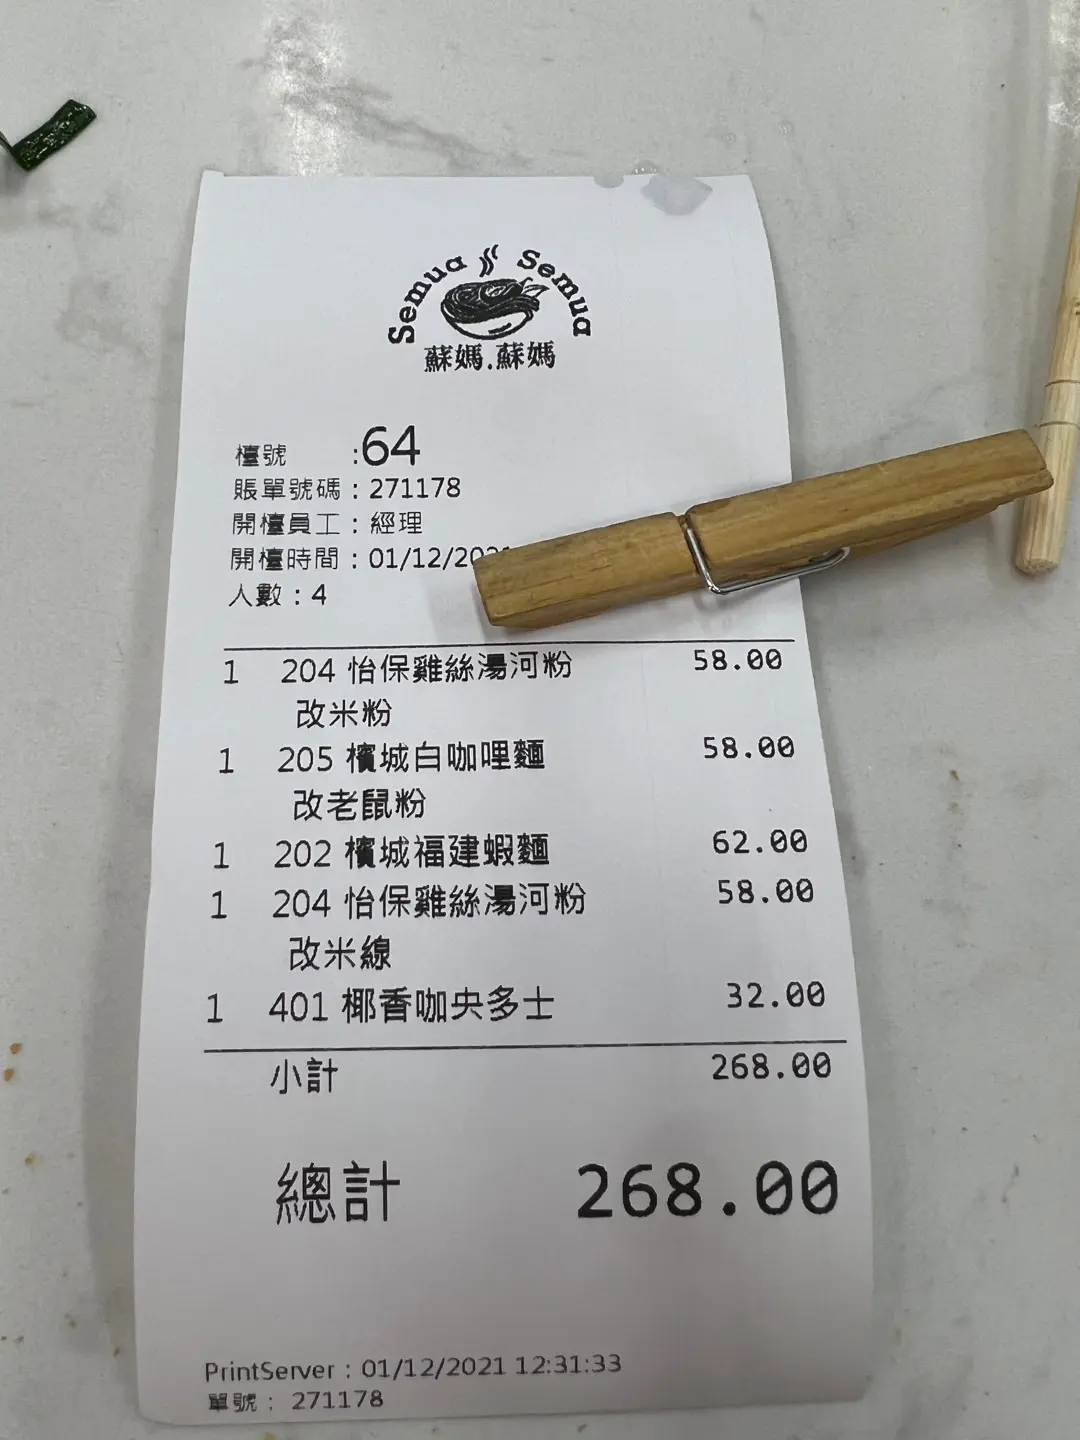 Semua Semua
蘇媽.蘇媽
檯號 :64
賬單號碼 : 271178
開檯員工 : 經理
開檯時間 : 01/12/2021
人數 : 4
1 204 怡保雞絲湯河粉 58.00
改米粉
1 205 檳城白咖哩麵 58.00
改老鼠粉
1 202 檳城福建蝦麵 62.00
1 204 怡保雞絲湯河粉 58.00
改米線
1 401 椰香咖央多士 32.00
小計 268.00
總計 268.00
PrintServer : 01/12/2021 12:31:33
單號 : 271178